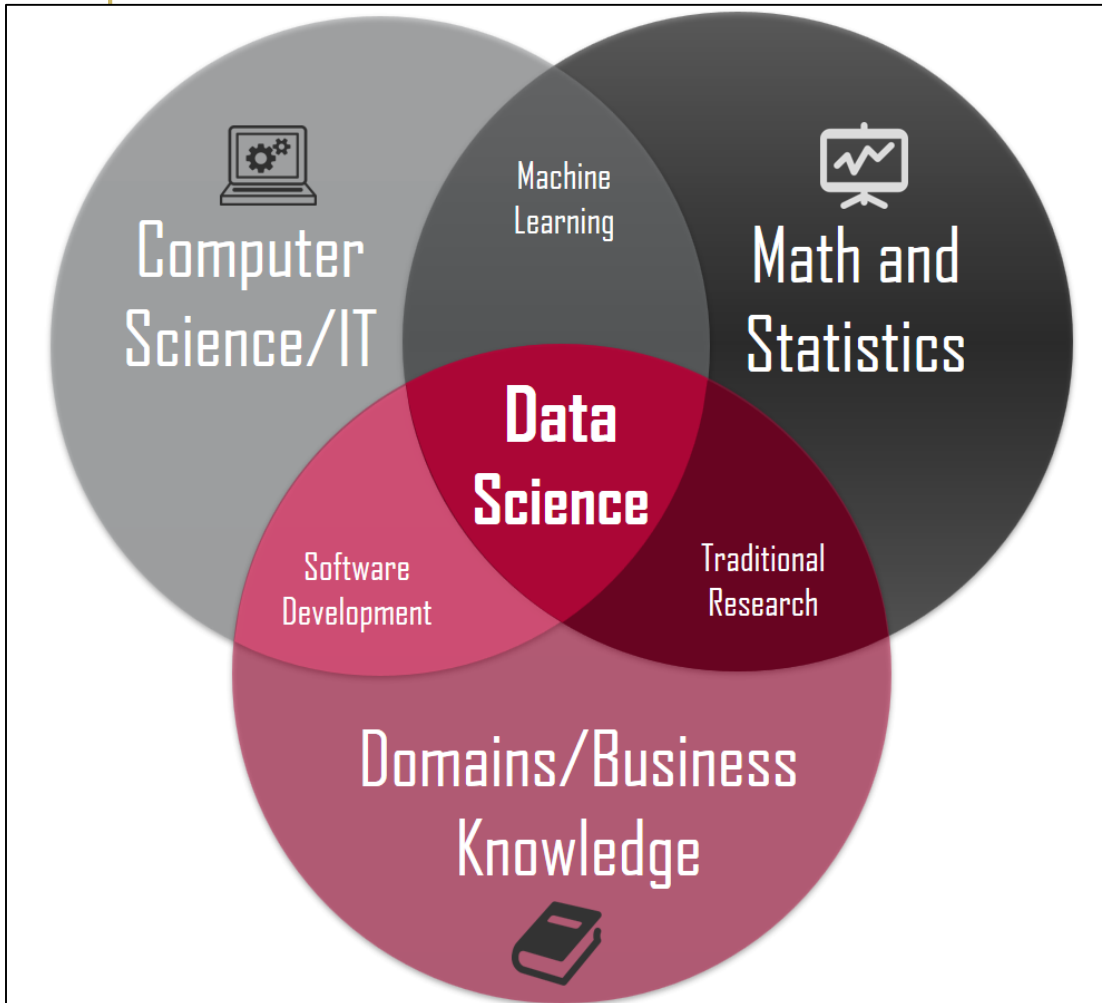 Machine
Learning
Computer
Science/IT
Math and
Statistics
Data
Science
Software
Development
Traditional
Research
Domains/Business
Knowledge